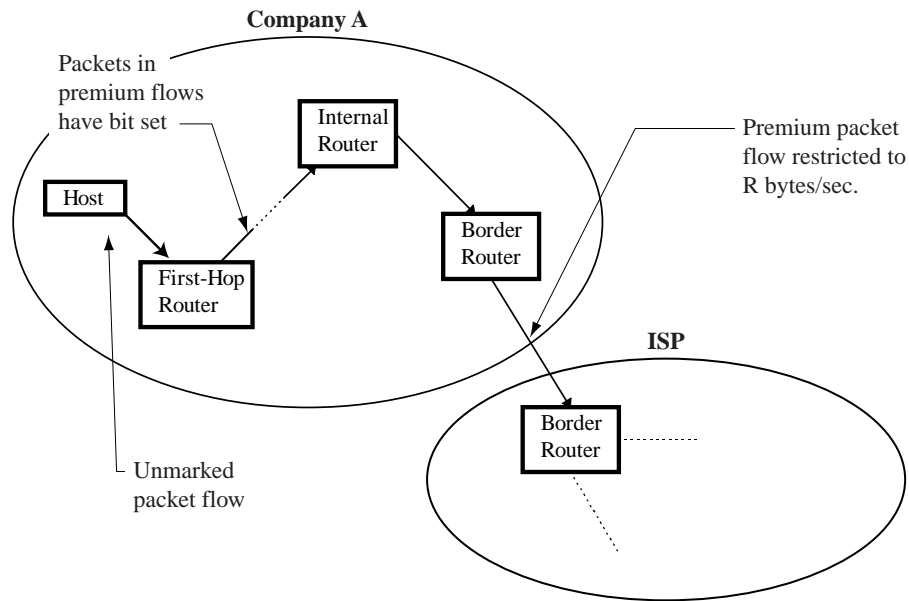 Company A
Packets in
premium flows
have bit set
Internal
Router
Premium packet
flow restricted to
R bytes/sec.
Host
Border
Router
First-Hop
Router
ISP
Border
Router
Unmarked
packet flow